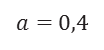 a = 0,4